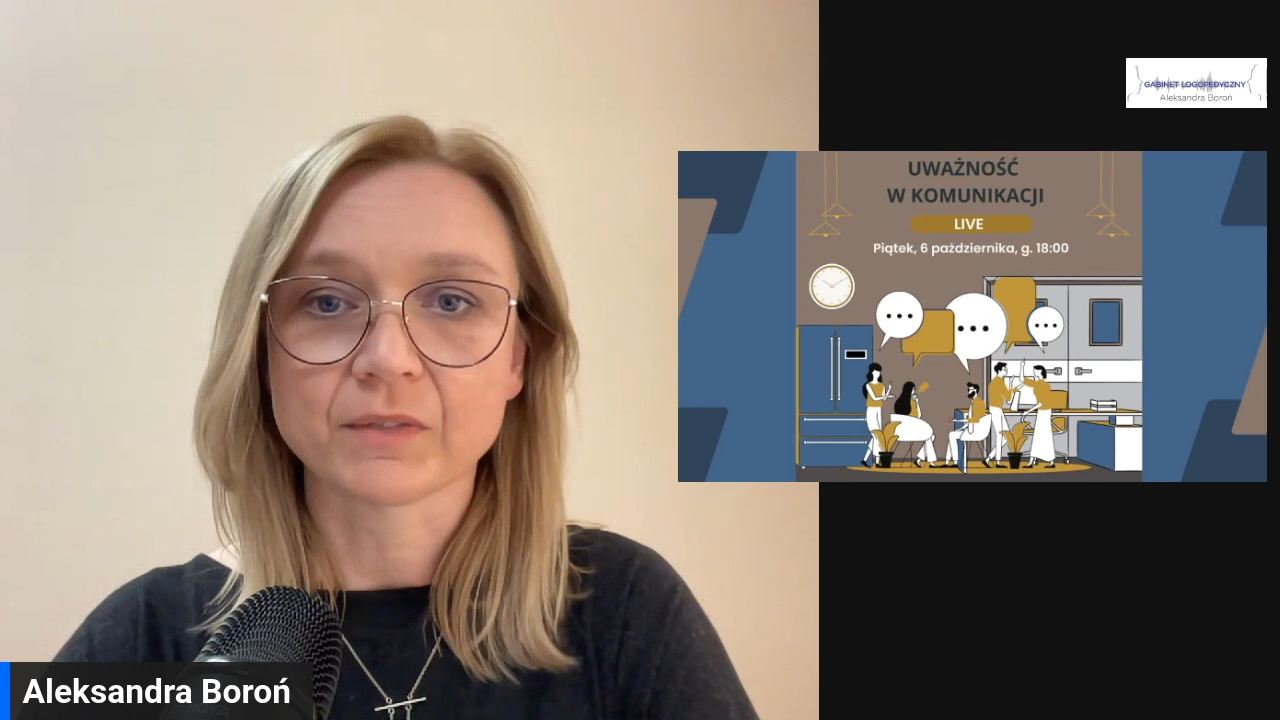 GABINET LOGOPEDYCZNY
Aleksandra Boroń
UWAŻNOŚĆ
W KOMUNIKACJI
LIVE
Piątek, 6 października, g. 18:00
Aleksandra Boroń